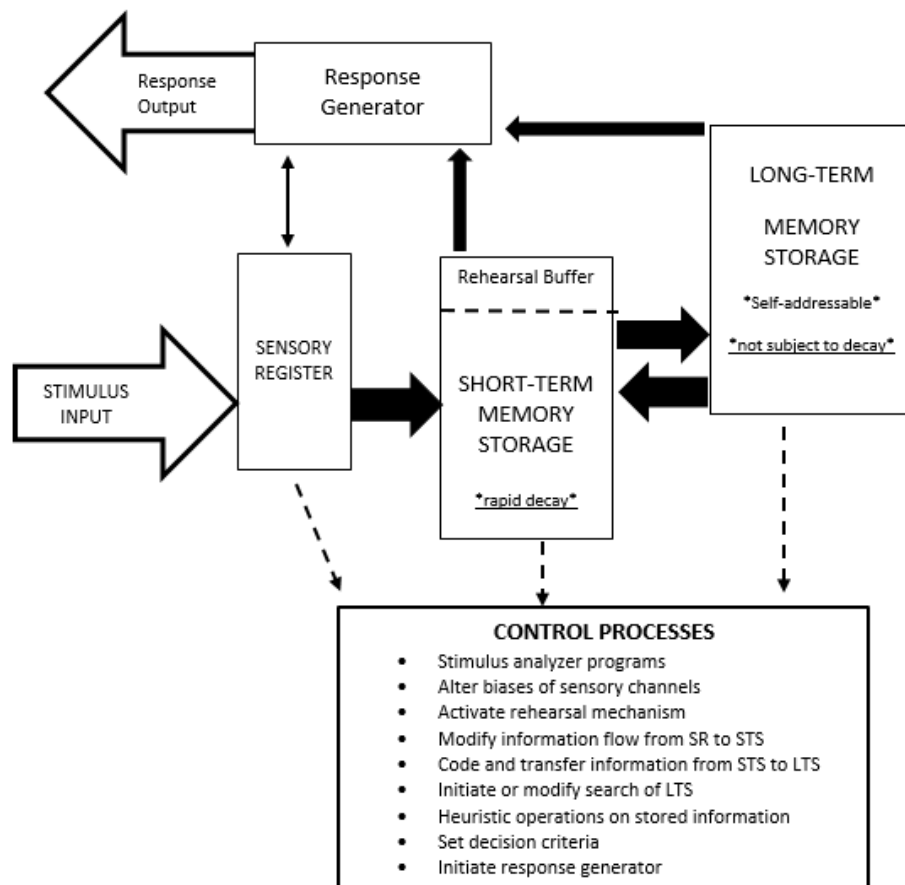 Response
Output
Response
Generator
LONG-TERM
MEMORY
STORAGE
*Self-addressable*
*not subject to decay*
Rehearsal Buffer
SHORT-TERM
MEMORY
STORAGE
*rapid decay*
SENSORY
REGISTER
STIMULUS
INPUT
CONTROL PROCESSES
• Stimulus analyzer programs
• Alter biases of sensory channels
• Activate rehearsal mechanism
• Modify information flow from SR to STS
• Code and transfer information from STS to LTS
• Initiate or modify search of LTS
• Heuristic operations on stored information
• Set decision criteria
• Initiate response generator